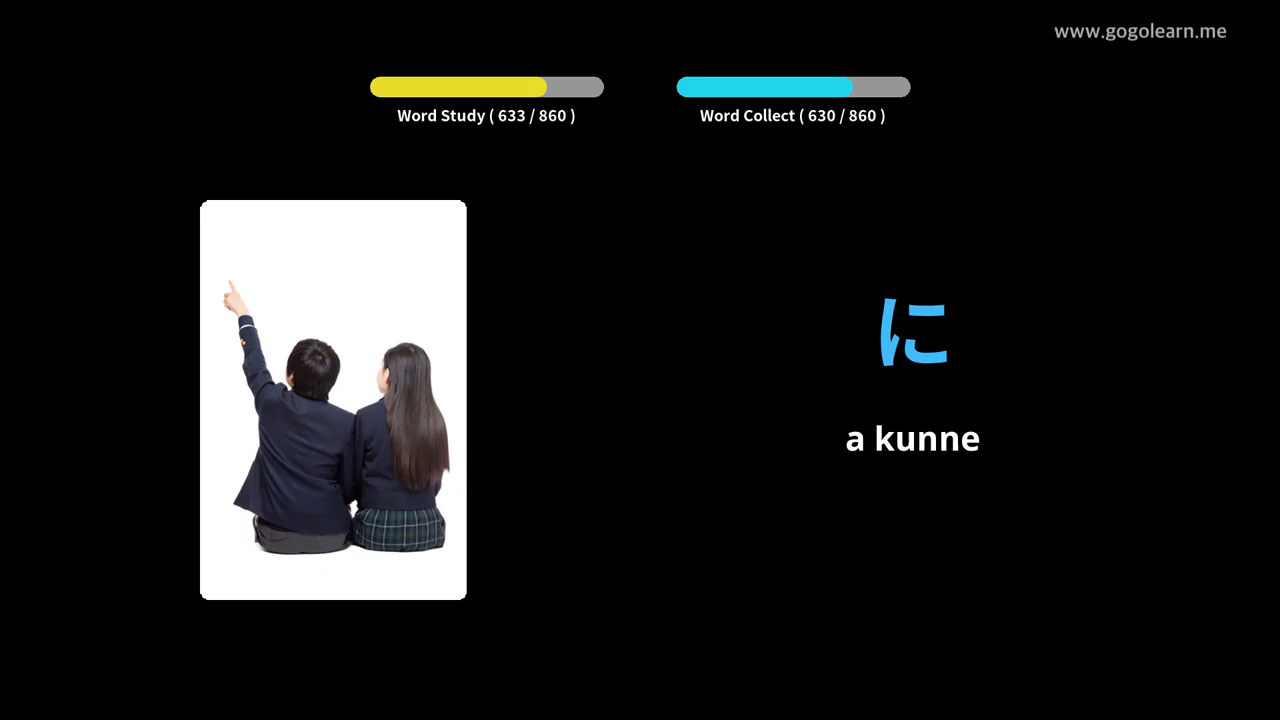 www.gogolearn.me
Word Study ( 633 / 860 )
Word Collect ( 630 / 860 )
に
a kunne